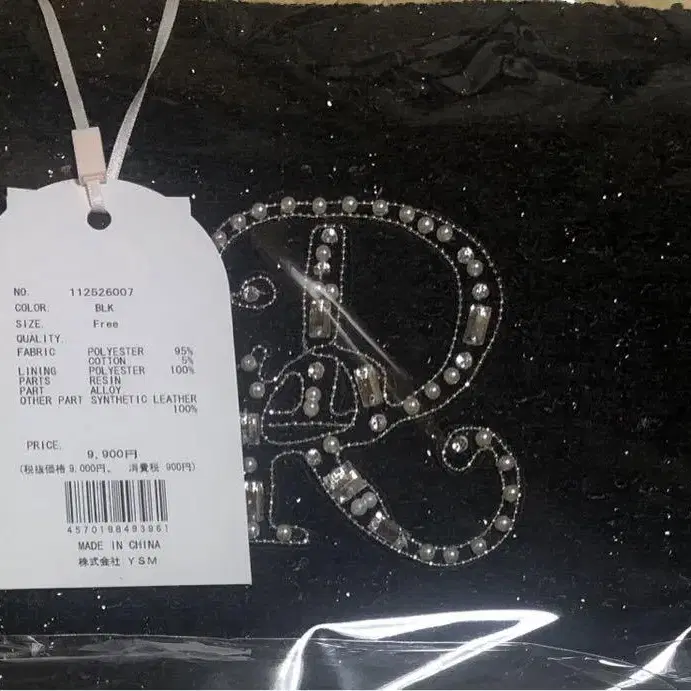 NO. 112526007
COLOR. BLK
SIZE. Free
QUALITY.
FABRIC POLYESTER 95%
COTTON 5%
LINING POLYESTER 100%
PARTS RESIN
PART ALLOY
OTHER PART SYNTHETIC LEATHER
100%
PRICE. 9,900円
(税抜価格 9,000円, 消費税 900円)
4570198493961
MADE IN CHINA
株式会社 YSM
R